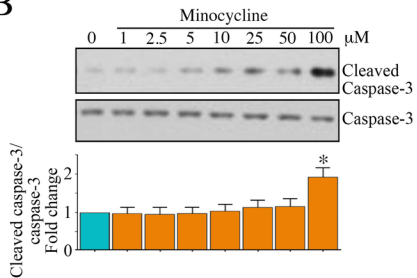 B
Minocycline
0 1 2.5 5 10 25 50 100 μM
Cleaved
Caspase-3
Caspase-3
Cleaved caspase-3/
caspase-3
Fold change
2
1
0
*